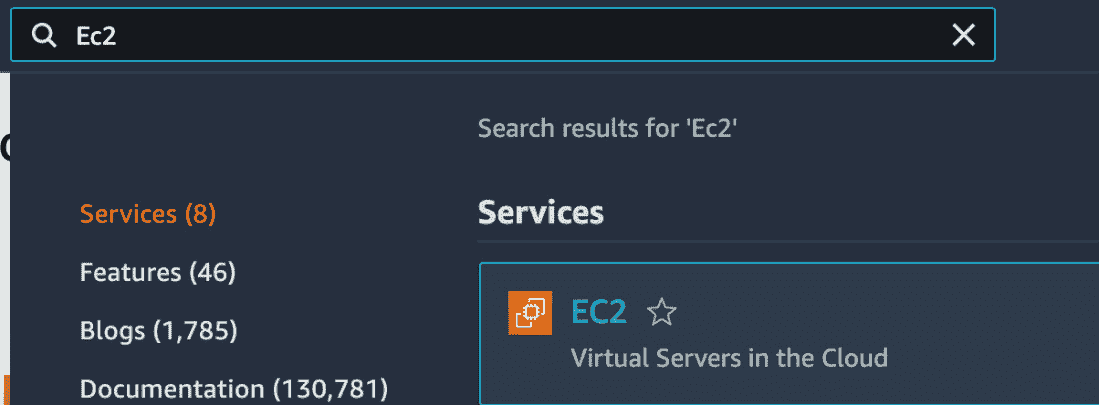 Ec2
Search results for 'Ec2'
Services (8)
Features (46)
Blogs (1,785)
Documentation (130,781)
Services
EC2
Virtual Servers in the Cloud